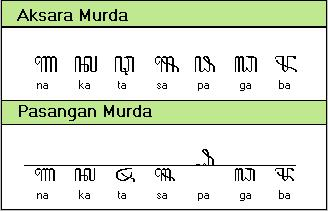 Aksara Murda
ꦟ ꦑ ꦡ ꦯ ꦦ ꦓ ꦨ
na ka ta sa pa ga ba
Pasangan Murda
꧀ꦟ ꧀ꦑ ꧀ꦡ ꧀ꦯ ꧀ꦦ ꧀ꦓ ꧀ꦨ
na ka ta sa pa ga ba